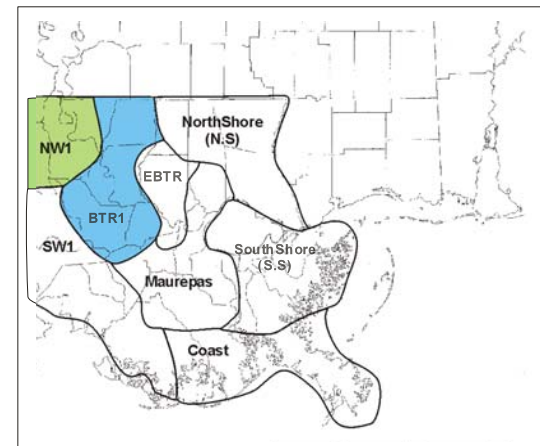 NorthShore
(N.S)
NW1
EBTR
BTR1
SW1
SouthShore
(S.S)
Maurepas
Coast